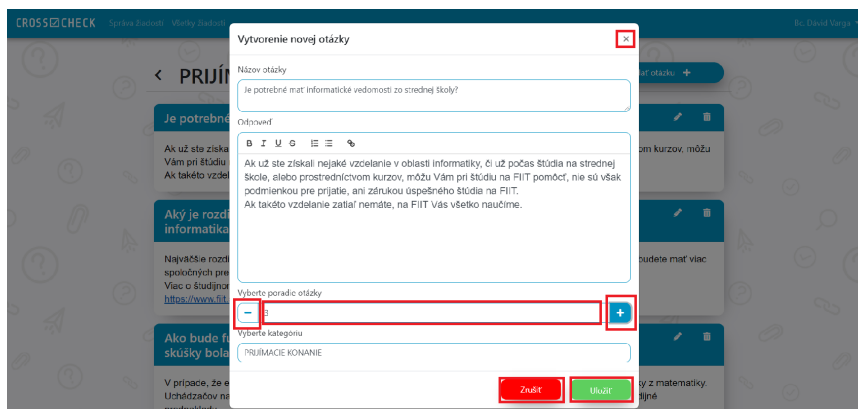 CROSS☑CHECK Správa žiadostí Všetky žiadosti Bc. Dávid Varga
Vytvorenie novej otázky ×
‹ PRIJÍM
otázku +
Názov otázky
Je potrebné mať informatické vedomosti zo strednej školy?
Odpoveď
B I U S
Ak už ste získali nejaké vzdelanie v oblasti informatiky, či už počas štúdia na strednej
škole, alebo prostredníctvom kurzov, môžu Vám pri štúdiu na FIIT pomôcť, nie sú však
podmienkou pre prijatie, ani zárukou úspešného štúdia na FIIT.
Ak takéto vzdelanie zatiaľ nemáte, na FIIT Vás všetko naučíme.
Vyberte poradie otázky
− 3 +
Vyberte kategóriu
PRIJÍMACIE KONANIE
Zrušiť Uložiť
Je potrebné
Ak už ste získa
om kurzov, môžu
Vám pri štúdiu
Ak takéto vzdel
Aký je rozdi
informatika
Najväčšie rozdi
budete mať viac
spoločných pre
Viac o študijnor
https://www.fiit.
Ako bude f
skúšky bola
V prípade, že e
ky z matematiky.
Uchádzačov na
dijné